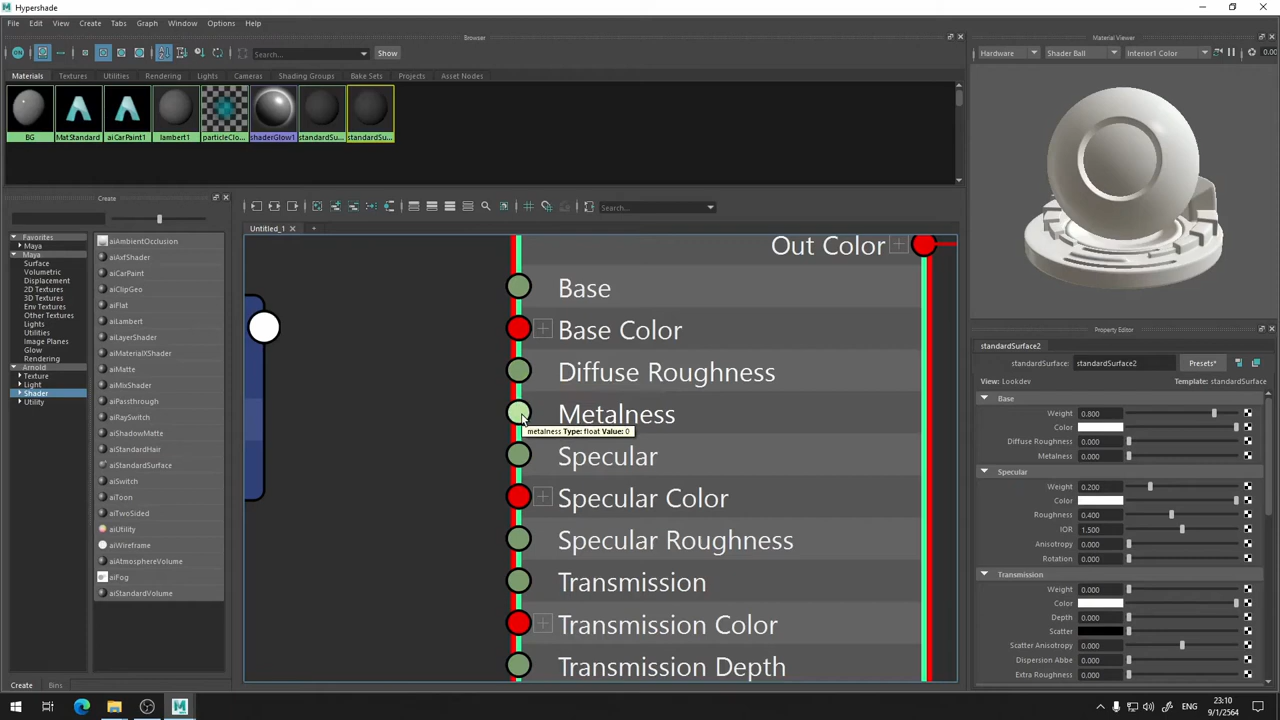 Hypershade
File Edit View Create Tabs Graph Window Options Help
Browser
Material Viewer
ON
Search...
Show
Hardware
Shader Ball
Interior1 Color
0.00
Materials Textures Utilities Rendering Lights Cameras Shading Groups Bake Sets Projects Asset Nodes
BG MatStandard aiCarPaint1 lambert1 particleClo... shaderGlow1 standardSu... standardSu...
Create
Search...
Untitled_1
+
Favorites
Maya
Maya
Surface
Volumetric
Displacement
2D Textures
3D Textures
Env Textures
Other Textures
Lights
Utilities
Image Planes
Glow
Rendering
Arnold
Texture
Light
Shader
Utility
aiAmbientOcclusion
aiAxfShader
aiCarPaint
aiClipGeo
aiFlat
aiLambert
aiLayerShader
aiMaterialXShader
aiMatte
aiMixShader
aiPassthrough
aiRaySwitch
aiShadowMatte
aiStandardHair
aiStandardSurface
aiSwitch
aiToon
aiTwoSided
aiUtility
aiWireframe
aiAtmosphereVolume
aiFog
aiStandardVolume
Create Bins
Out Color
Base
Base Color
Diffuse Roughness
Metalness
metalness Type: float Value: 0
Specular
Specular Color
Specular Roughness
Transmission
Transmission Color
Transmission Depth
Property Editor
standardSurface2
standardSurface: standardSurface2 Presets*
View: Lookdev Template: standardSurface
Base
Weight 0.800
Color
Diffuse Roughness 0.000
Metalness 0.000
Specular
Weight 0.200
Color
Roughness 0.400
IOR 1.500
Anisotropy 0.000
Rotation 0.000
Transmission
Weight 0.000
Color
Depth 0.000
Scatter
Scatter Anisotropy 0.000
Dispersion Abbe 0.000
Extra Roughness 0.000
23:10
9/1/2564